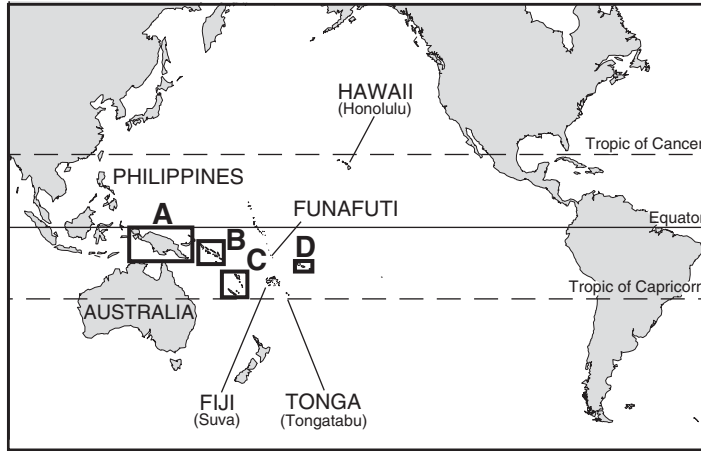 HAWAII
(Honolulu)
Tropic of Cancer
PHILIPPINES
A
FUNAFUTI
Equator
B
D
C
Tropic of Capricorn
AUSTRALIA
FIJI
(Suva)
TONGA
(Tongatabu)